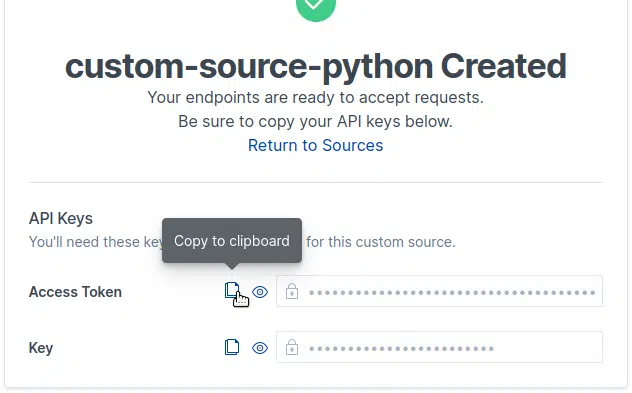 custom-source-python Created
Your endpoints are ready to accept requests.
Be sure to copy your API keys below.
Return to Sources
API Keys
Copy to clipboard
You'll need these key for this custom source.
Access Token
Key